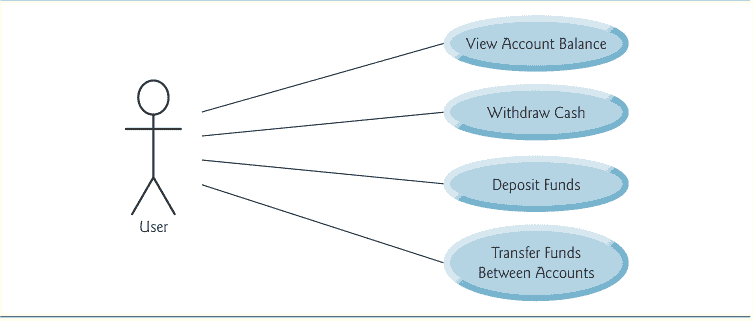 View Account Balance
Withdraw Cash
Deposit Funds
Transfer Funds
Between Accounts
User